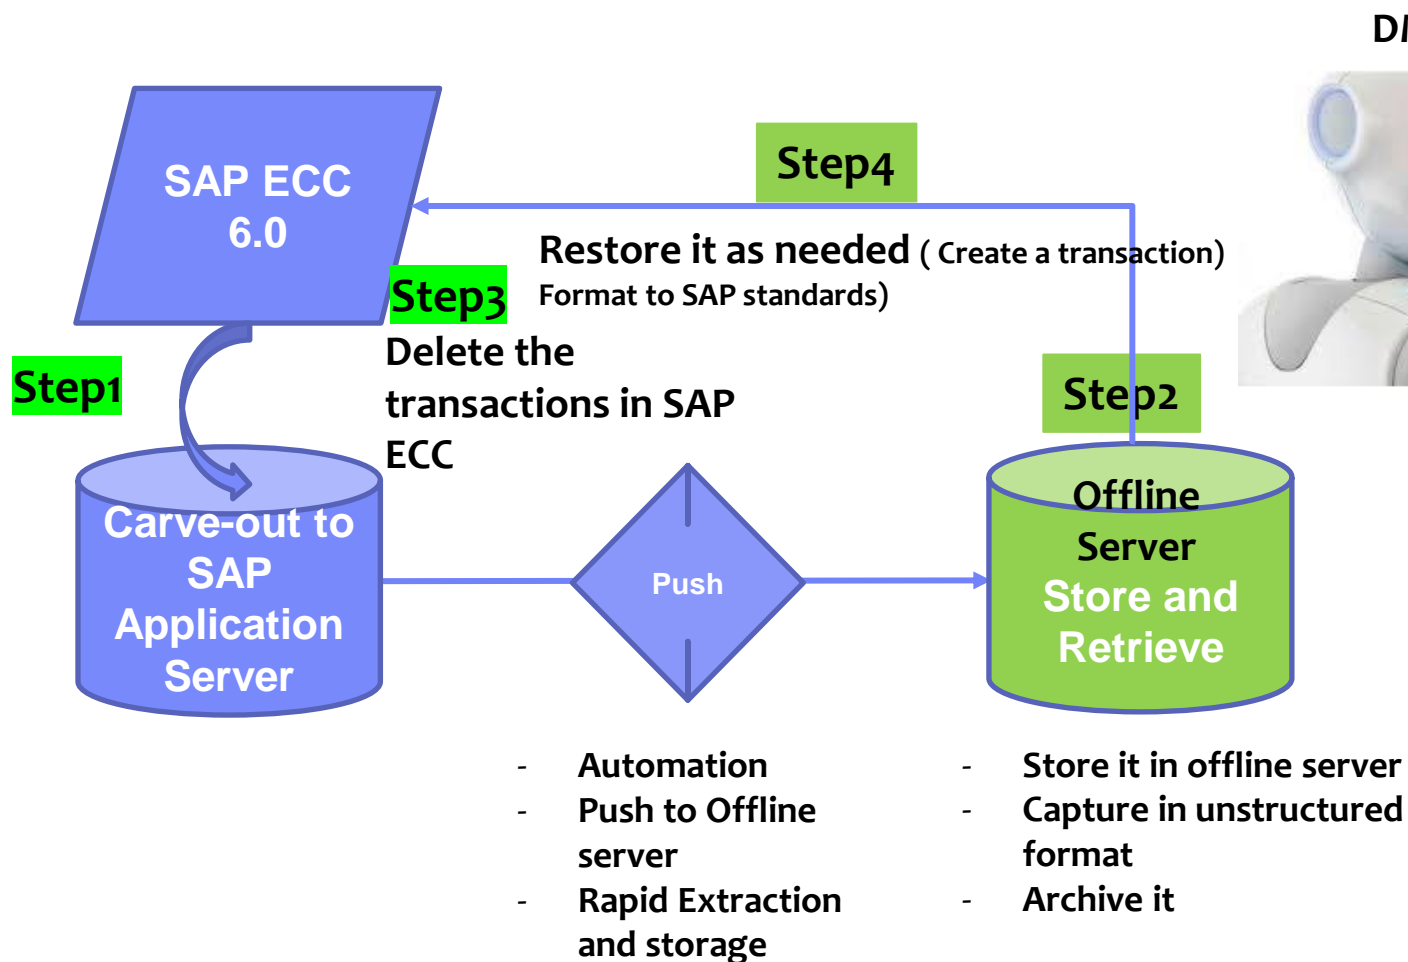 SAP ECC
6.0
Step4
Restore it as needed ( Create a transaction)
Format to SAP standards)
Step3
Delete the
transactions in SAP
ECC
Step1
Step2
Carve-out to
SAP
Application
Server
Push
Offline
Server
Store and
Retrieve
- Automation
- Push to Offline
server
- Rapid Extraction
and storage
- Store it in offline server
- Capture in unstructured
format
- Archive it